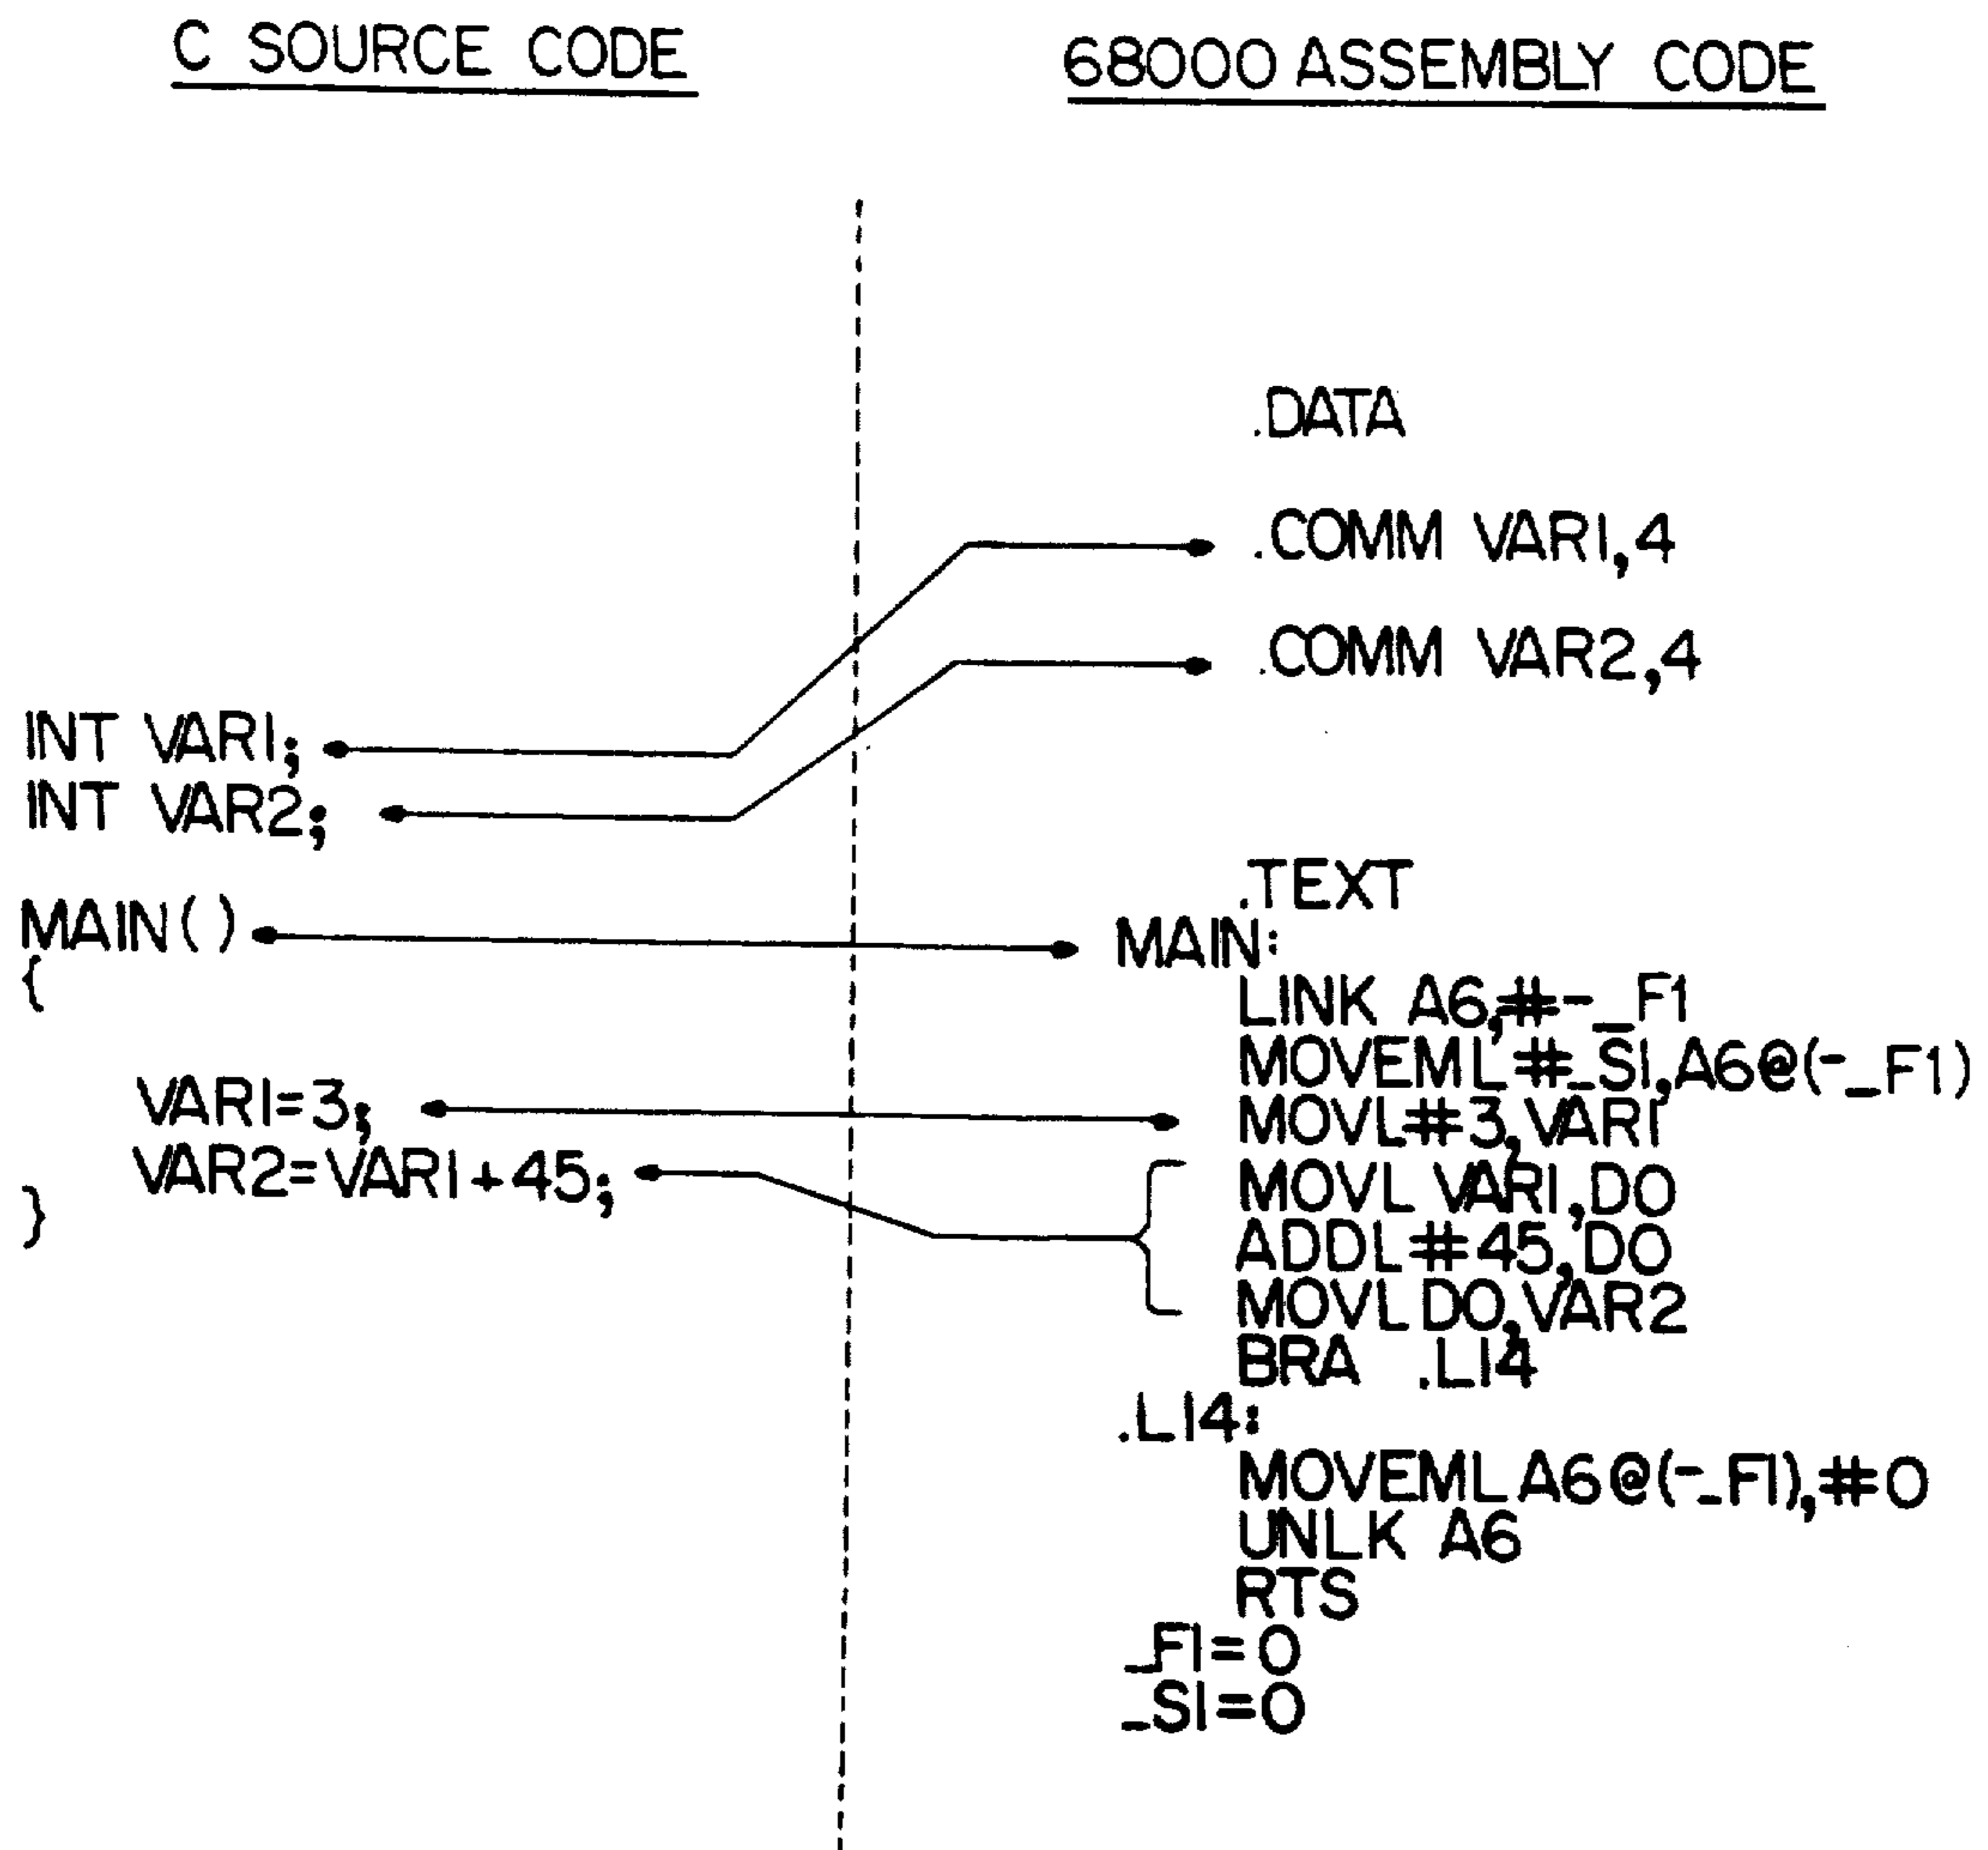 C SOURCE CODE
INT VAR1;
INT VAR2;
MAIN()
{
VAR1=3;
VAR2=VAR1+45;
}
68000 ASSEMBLY CODE
.DATA
.COMM VAR1,4
.COMM VAR2,4
.TEXT
MAIN:
LINK A6,#-_F1
MOVEML #_S1,A6@(-_F1)
MOVL #3,VAR1
MOVL VAR1,D0
ADDL #45,D0
MOVL D0,VAR2
BRA .L14
.L14:
MOVEML A6@(-_F1),#0
UNLK A6
RTS
_F1=0
_S1=0